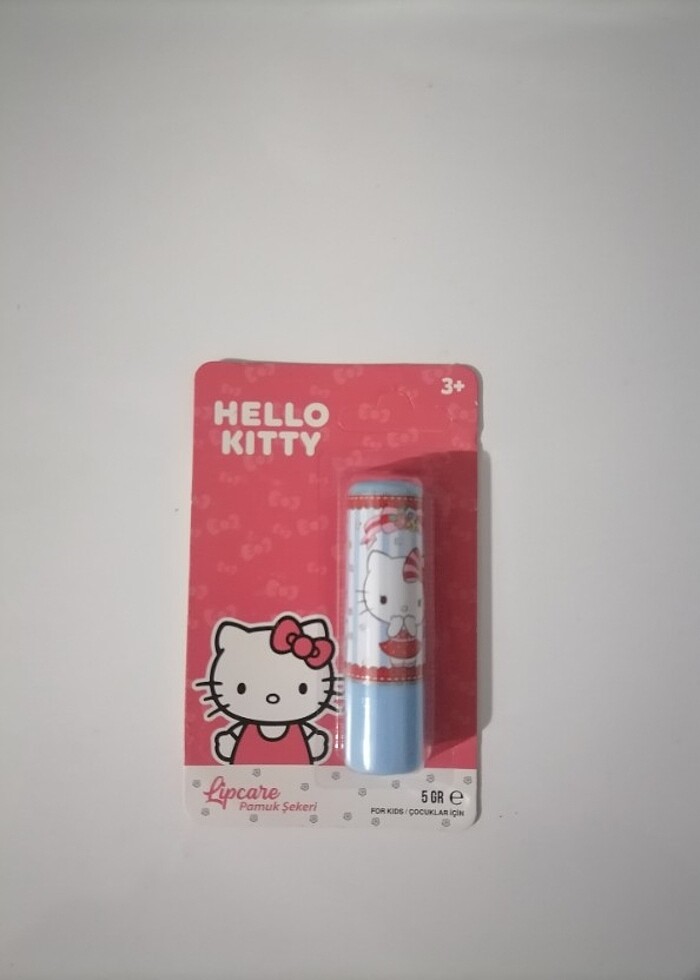 3+
HELLO
KITTY
Lipcare
Pamuk Şekeri
5 GR ℮
FOR KIDS / ÇOCUKLAR İÇİN